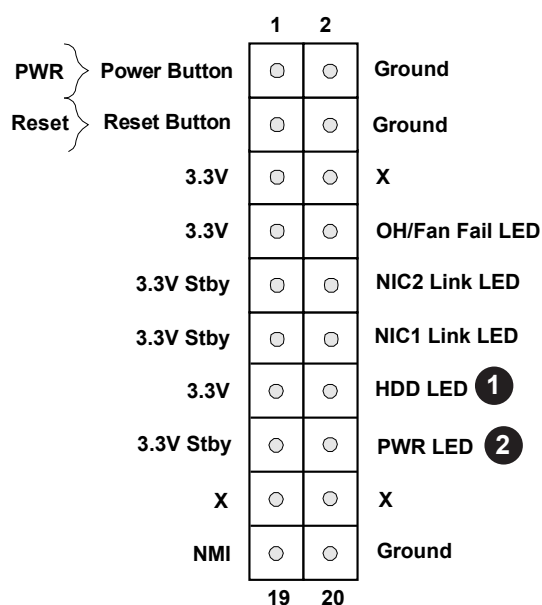 1 2
PWR Power Button Ground
Reset Reset Button Ground
3.3V X
3.3V OH/Fan Fail LED
3.3V Stby NIC2 Link LED
3.3V Stby NIC1 Link LED
3.3V HDD LED 1
3.3V Stby PWR LED 2
X X
NMI Ground
19 20